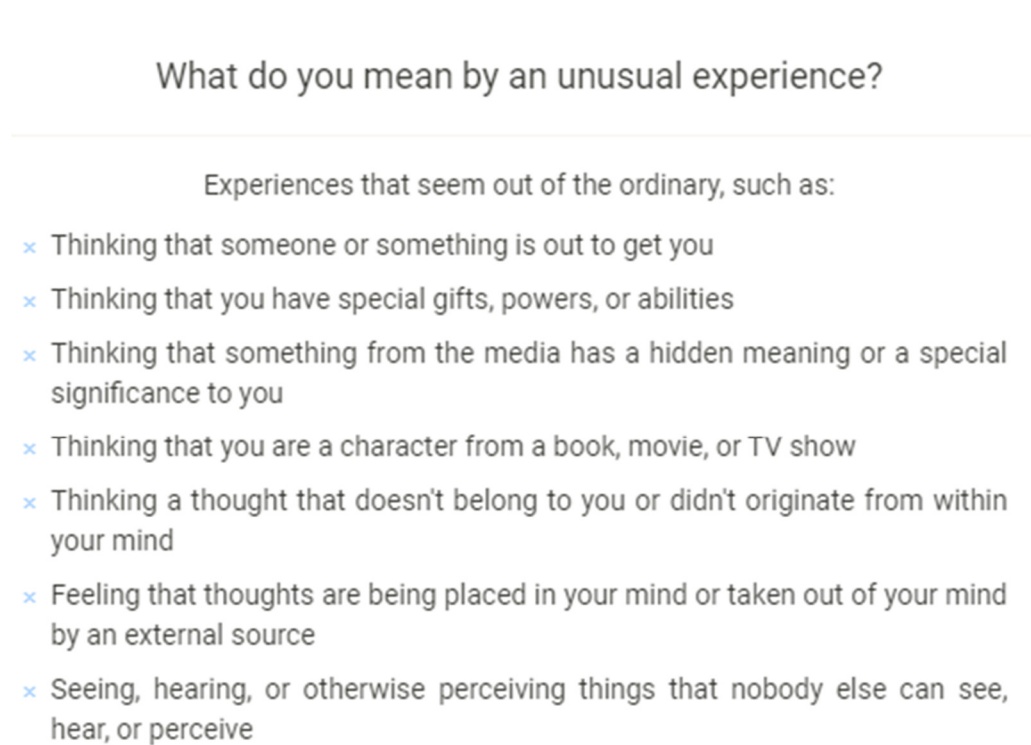 What do you mean by an unusual experience?
Experiences that seem out of the ordinary, such as:
× Thinking that someone or something is out to get you
× Thinking that you have special gifts, powers, or abilities
× Thinking that something from the media has a hidden meaning or a special
significance to you
× Thinking that you are a character from a book, movie, or TV show
× Thinking a thought that doesn't belong to you or didn't originate from within
your mind
× Feeling that thoughts are being placed in your mind or taken out of your mind
by an external source
× Seeing, hearing, or otherwise perceiving things that nobody else can see,
hear, or perceive